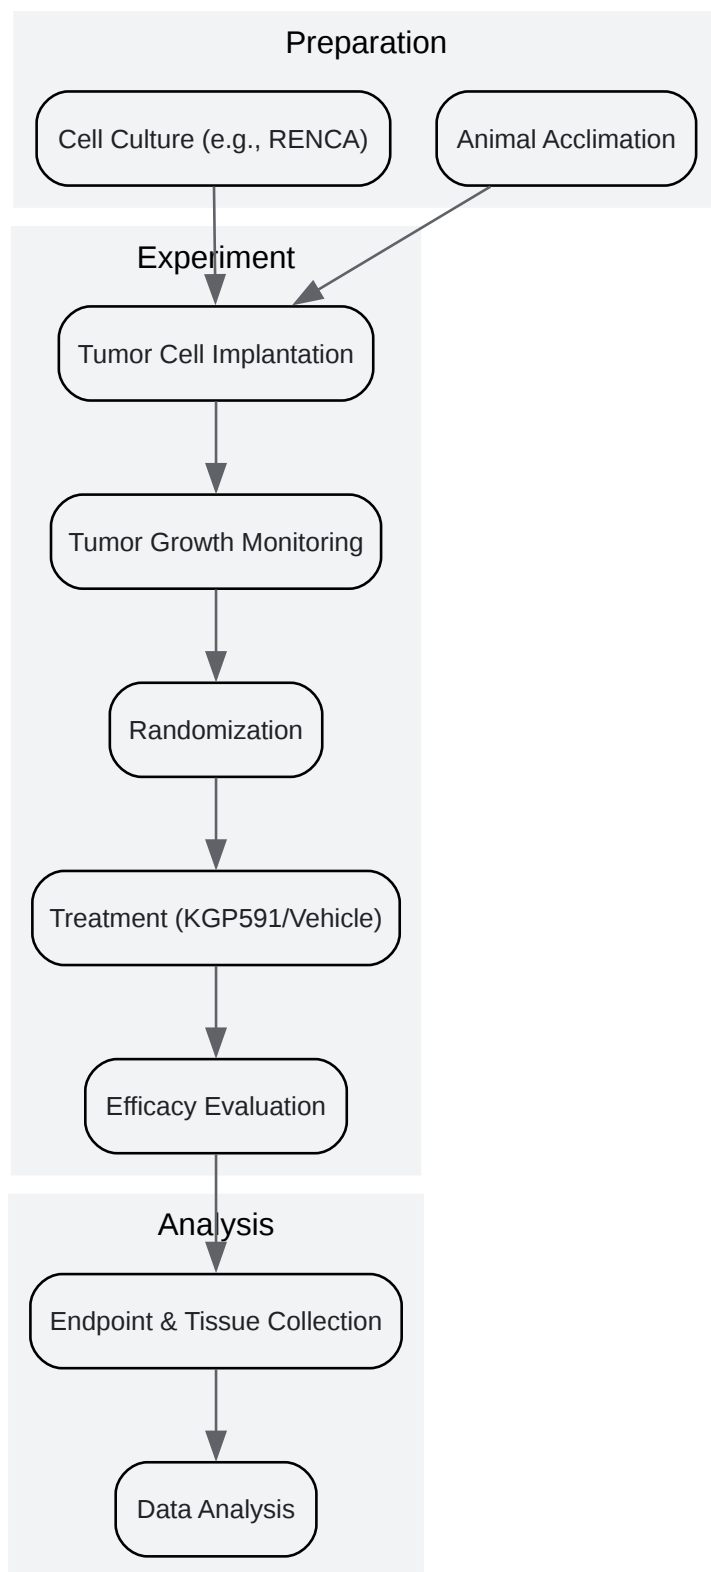 Preparation
Cell Culture (e.g., RENCA)
Animal Acclimation
Experiment
Tumor Cell Implantation
Tumor Growth Monitoring
Randomization
Treatment (KGP591/Vehicle)
Efficacy Evaluation
Analysis
Endpoint & Tissue Collection
Data Analysis